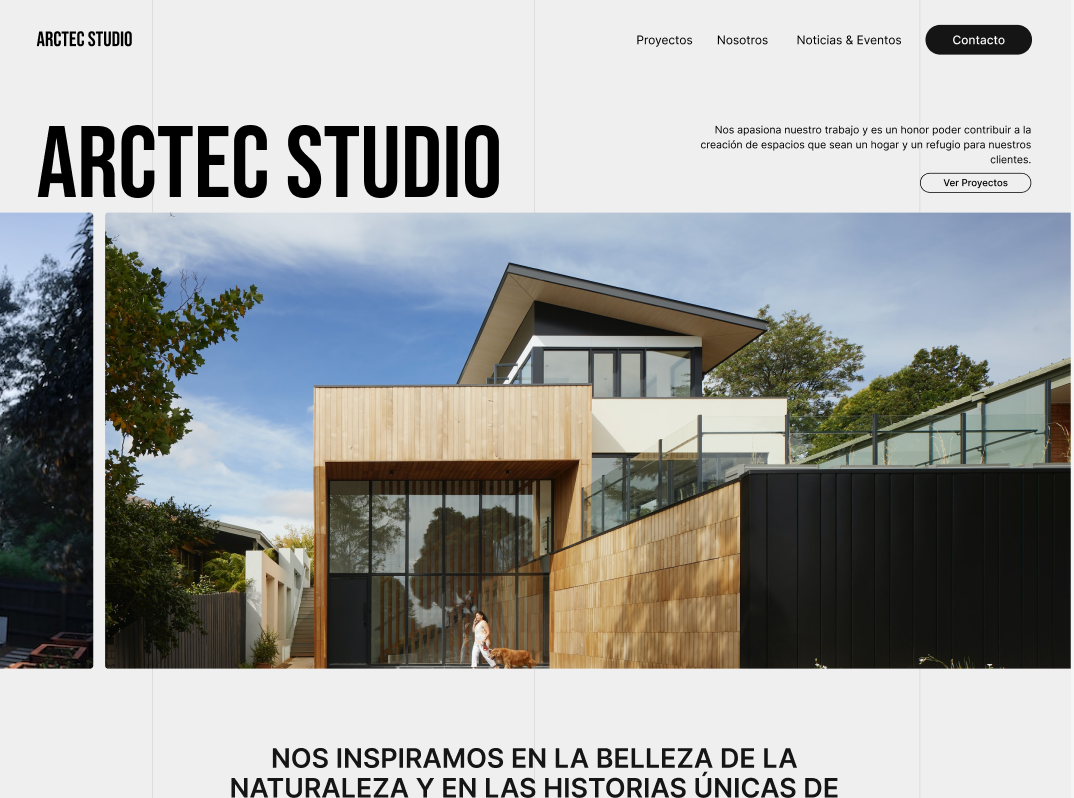 ARCTEC STUDIO
Proyectos
Nosotros
Noticias & Eventos
Contacto
ARCTEC STUDIO
Nos apasiona nuestro trabajo y es un honor poder contribuir a la
creación de espacios que sean un hogar y un refugio para nuestros
clientes.
Ver Proyectos
NOS INSPIRAMOS EN LA BELLEZA DE LA
NATURALEZA Y EN LAS HISTORIAS ÚNICAS DE